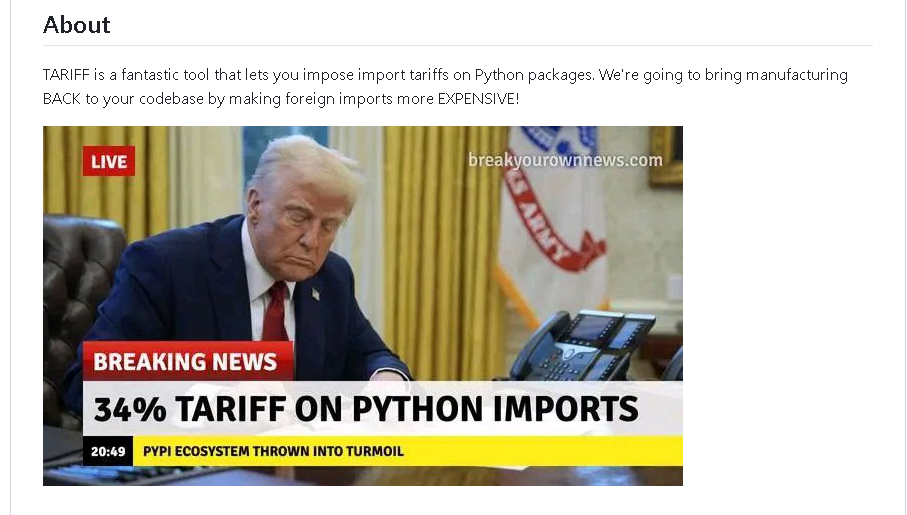 About
TARIFF is a fantastic tool that lets you impose import tariffs on Python packages. We're going to bring manufacturing
BACK to your codebase by making foreign imports more EXPENSIVE!
LIVE
breakyourownnews.com
ES ARMY
BREAKING NEWS
34% TARIFF ON PYTHON IMPORTS
20:49 PYPI ECOSYSTEM THROWN INTO TURMOIL